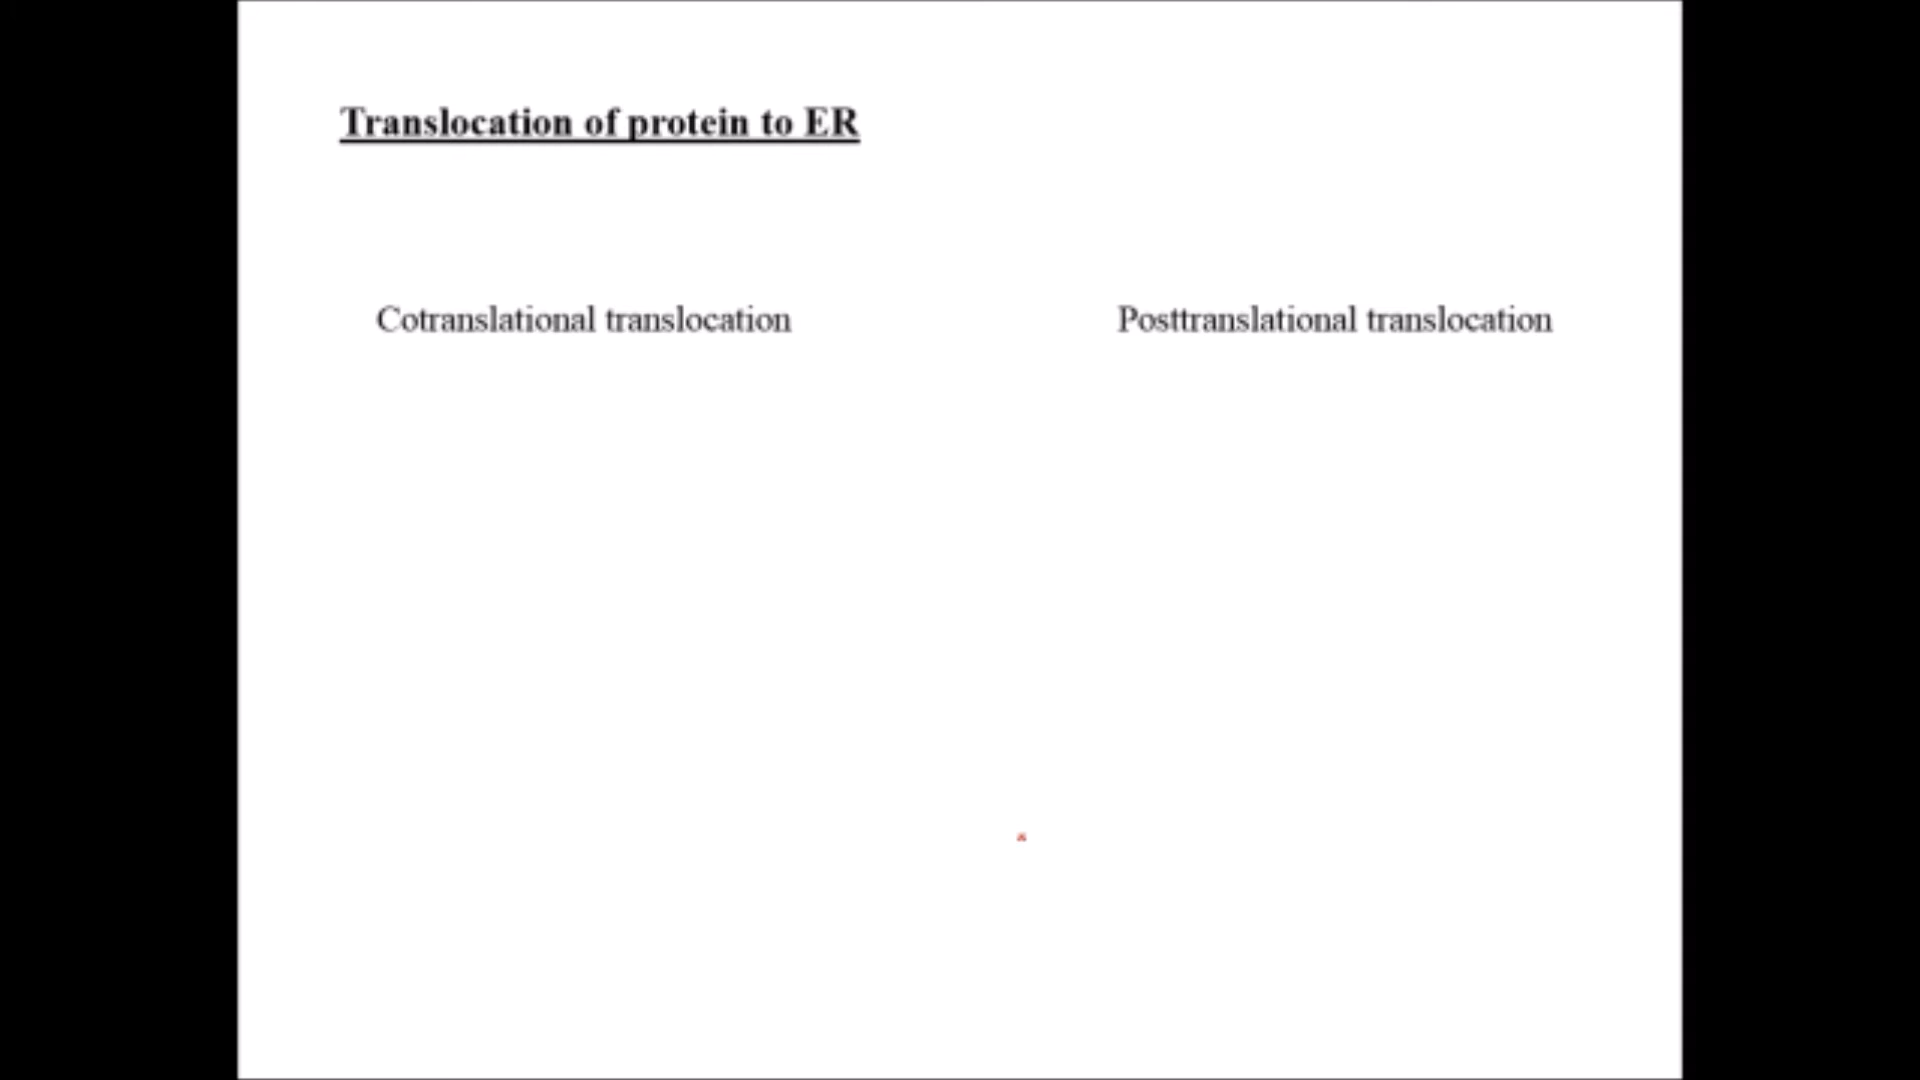 Translocation of protein to ER
Cotranslational translocation
Posttranslational translocation